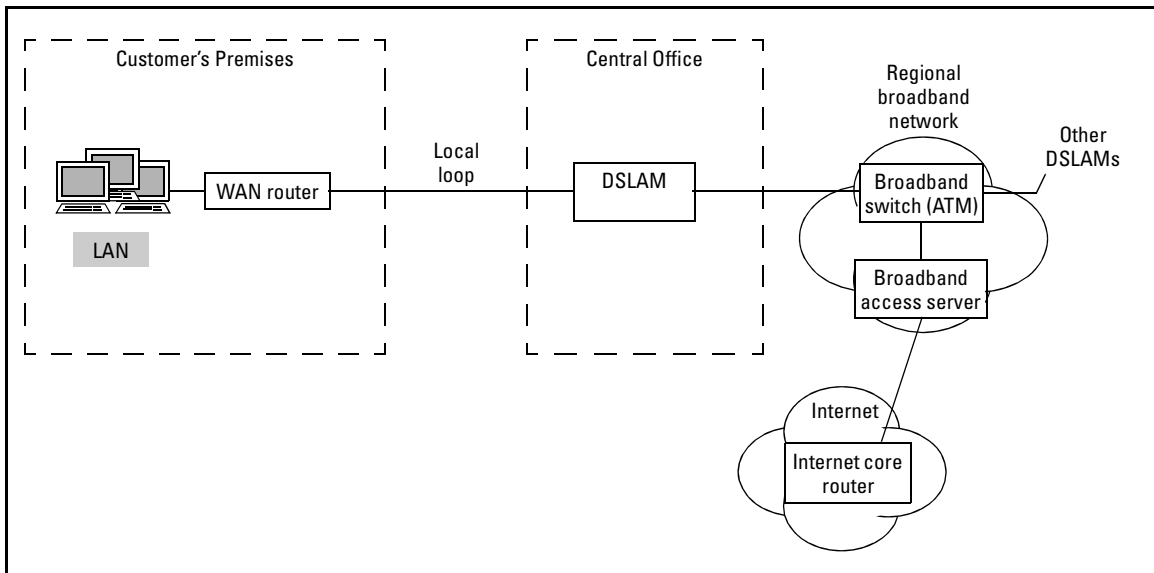 Customer's Premises
LAN
WAN router
Local
loop
Central Office
DSLAM
Regional
broadband
network
Broadband
switch (ATM)
Other
DSLAMs
Broadband
access server
Internet
Internet core
router